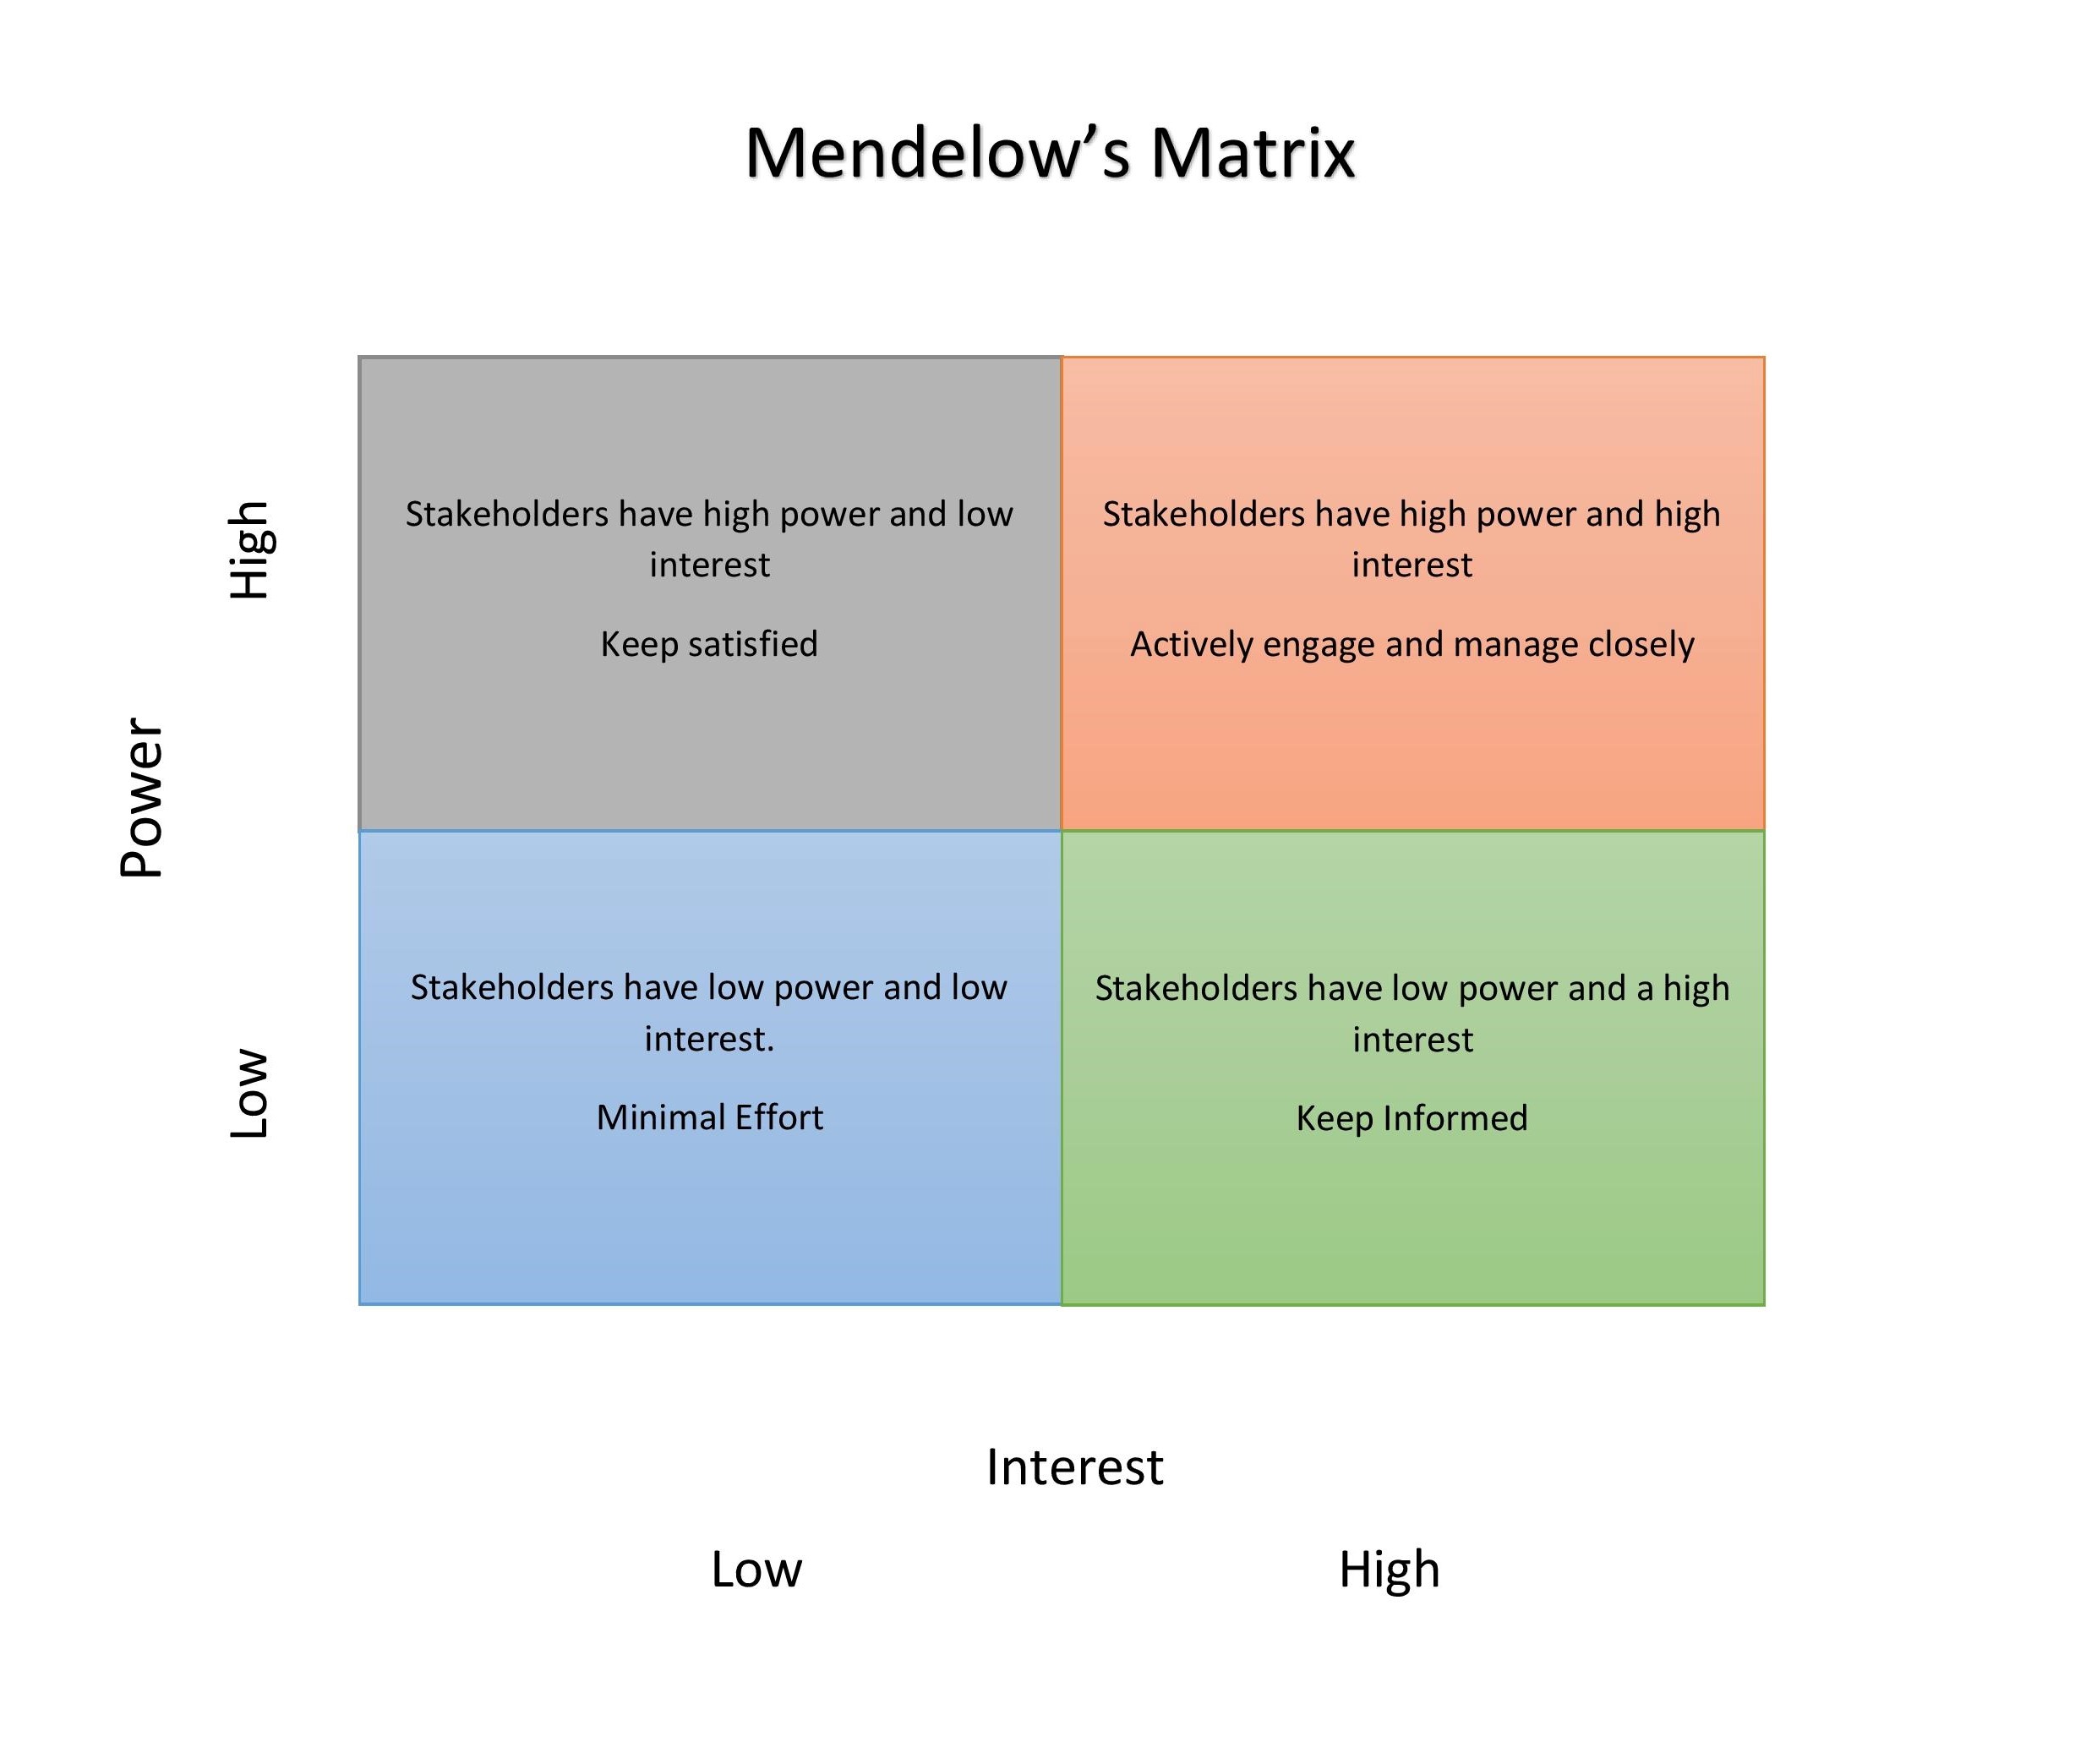 Mendelow’s Matrix
High
Power
Low
Stakeholders have high power and low
interest
Keep satisfied
Stakeholders have high power and high
interest
Actively engage and manage closely
Stakeholders have low power and low
interest.
Minimal Effort
Stakeholders have low power and a high
interest
Keep Informed
Interest
Low
High